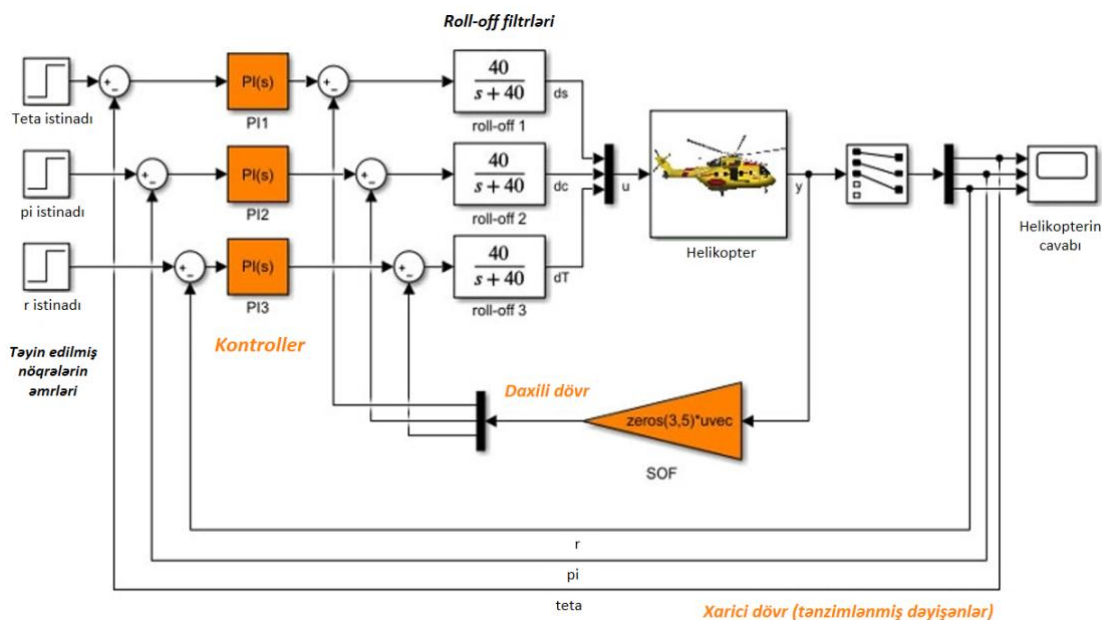 Roll-off filtrləri
Teta istinadı
PI(s)
PI1
40
s + 40
roll-off 1
ds
pi istinadı
PI(s)
PI2
40
s + 40
roll-off 2
dc
u
Helikopter
y
Helikopterin
cavabı
r istinadı
PI(s)
PI3
40
s + 40
roll-off 3
dT
Təyin edilmiş
nöqrələrin
əmrləri
Kontroller
Daxili dövr
zeros(3,5)*uvec
SOF
r
pi
teta
Xarici dövr (tənzimlənmiş dəyişənlər)